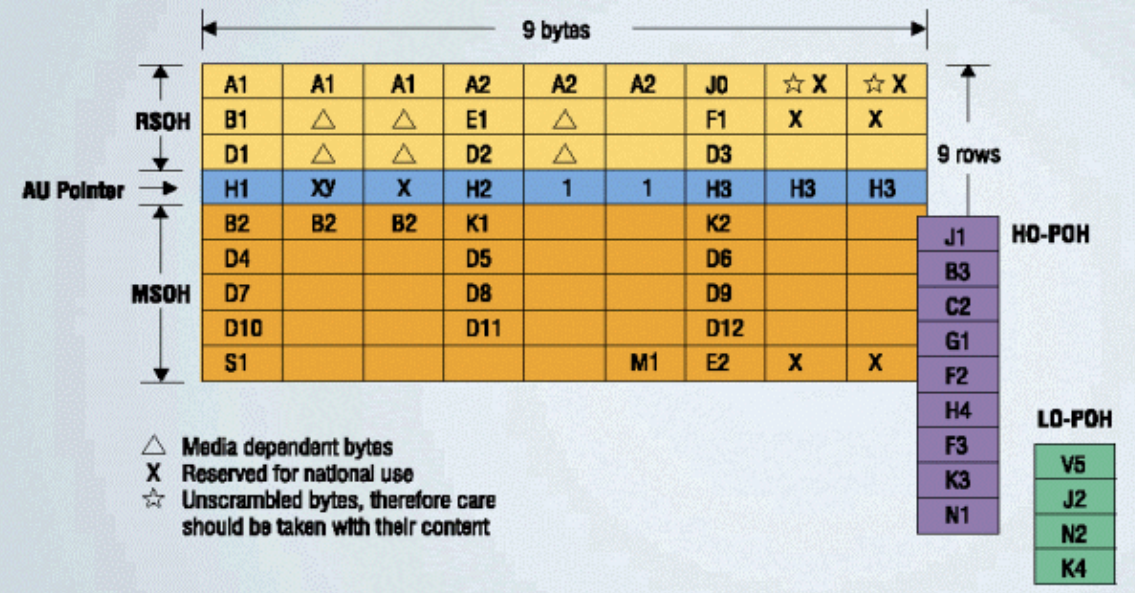 9 bytes
A1 A1 A1 A2 A2 A2 J0 ☆ X ☆ X
RSOH B1 △ △ E1 △ F1 X X
D1 △ △ D2 △ D3 9 rows
AU Pointer H1 XY X H2 1 1 H3 H3 H3
B2 B2 B2 K1 K2
D4 D5 D6
MSOH D7 D8 D9
D10 D11 D12
S1 M1 E2 X X
J1 HO-POH
B3
C2
G1
F2
H4
F3
K3
N1
LO-POH
V5
J2
N2
K4
△ Media dependent bytes
X Reserved for national use
☆ Unscrambled bytes, therefore care
should be taken with their content